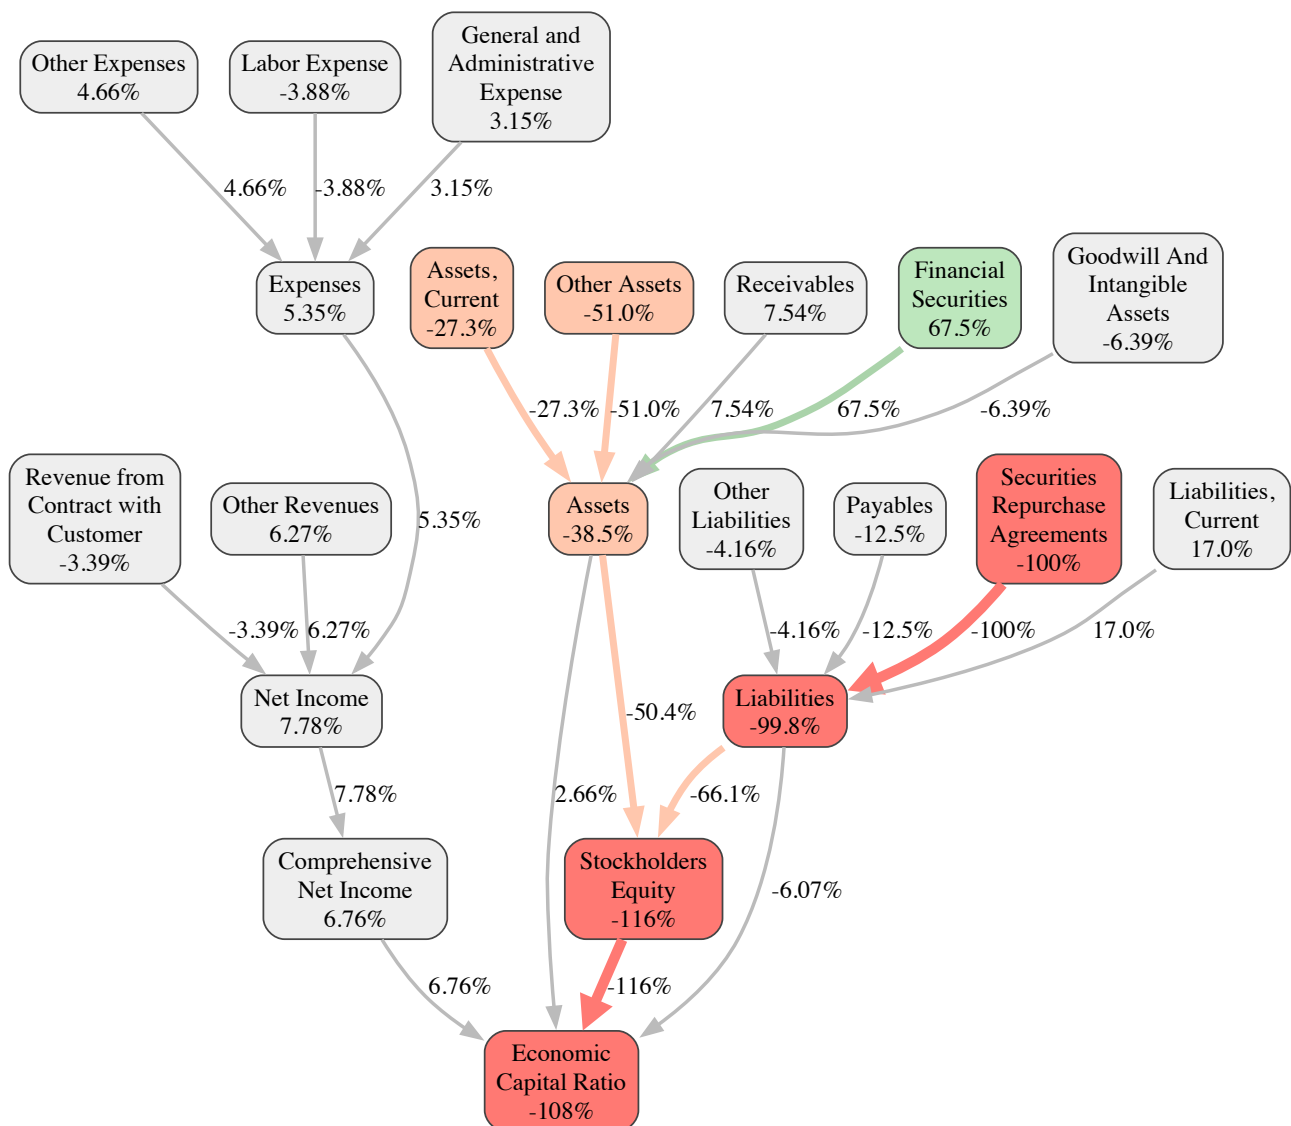 Other Expenses
4.66%
Labor Expense
-3.88%
General and
Administrative
Expense
3.15%
4.66%
-3.88%
3.15%
Expenses
5.35%
Assets,
Current
-27.3%
Other Assets
-51.0%
Receivables
7.54%
Financial
Securities
67.5%
Goodwill And
Intangible
Assets
-6.39%
-27.3%
-51.0%
7.54%
67.5%
-6.39%
Revenue from
Contract with
Customer
-3.39%
Other Revenues
6.27%
5.35%
Assets
-38.5%
Other
Liabilities
-4.16%
Payables
-12.5%
Securities
Repurchase
Agreements
-100%
Liabilities,
Current
17.0%
-3.39%
6.27%
-4.16%
-12.5%
-100%
17.0%
Net Income
7.78%
-50.4%
Liabilities
-99.8%
7.78%
2.66%
-66.1%
Comprehensive
Net Income
6.76%
Stockholders
Equity
-116%
-6.07%
6.76%
-116%
Economic
Capital Ratio
-108%